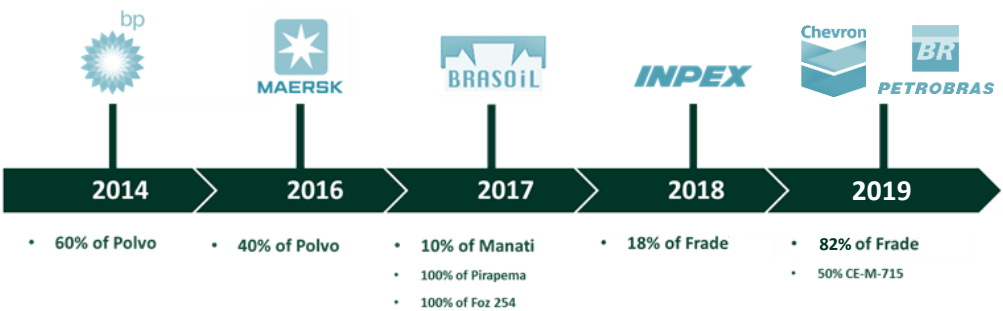 bp
MAERSK
BRASOIL
INPEX
Chevron
BR
PETROBRAS
2014
2016
2017
2018
2019
• 60% of Polvo
• 40% of Polvo
• 10% of Manati
• 100% of Pirapema
• 100% of Foz 254
• 18% of Frade
• 82% of Frade
• 50% CE-M-715